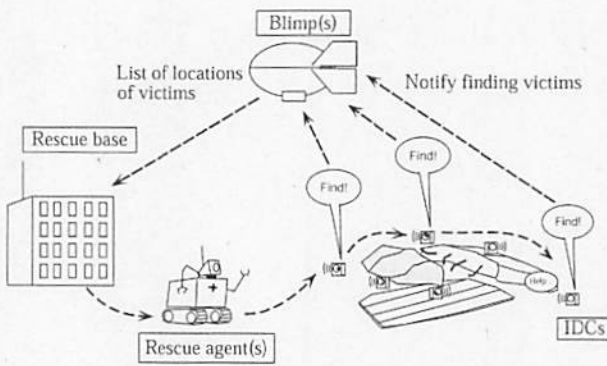 Blimp(s)
List of locations
of victims
Notify finding victims
Rescue base
Find!
Find!
Find!
Help
Rescue agent(s)
IDCs